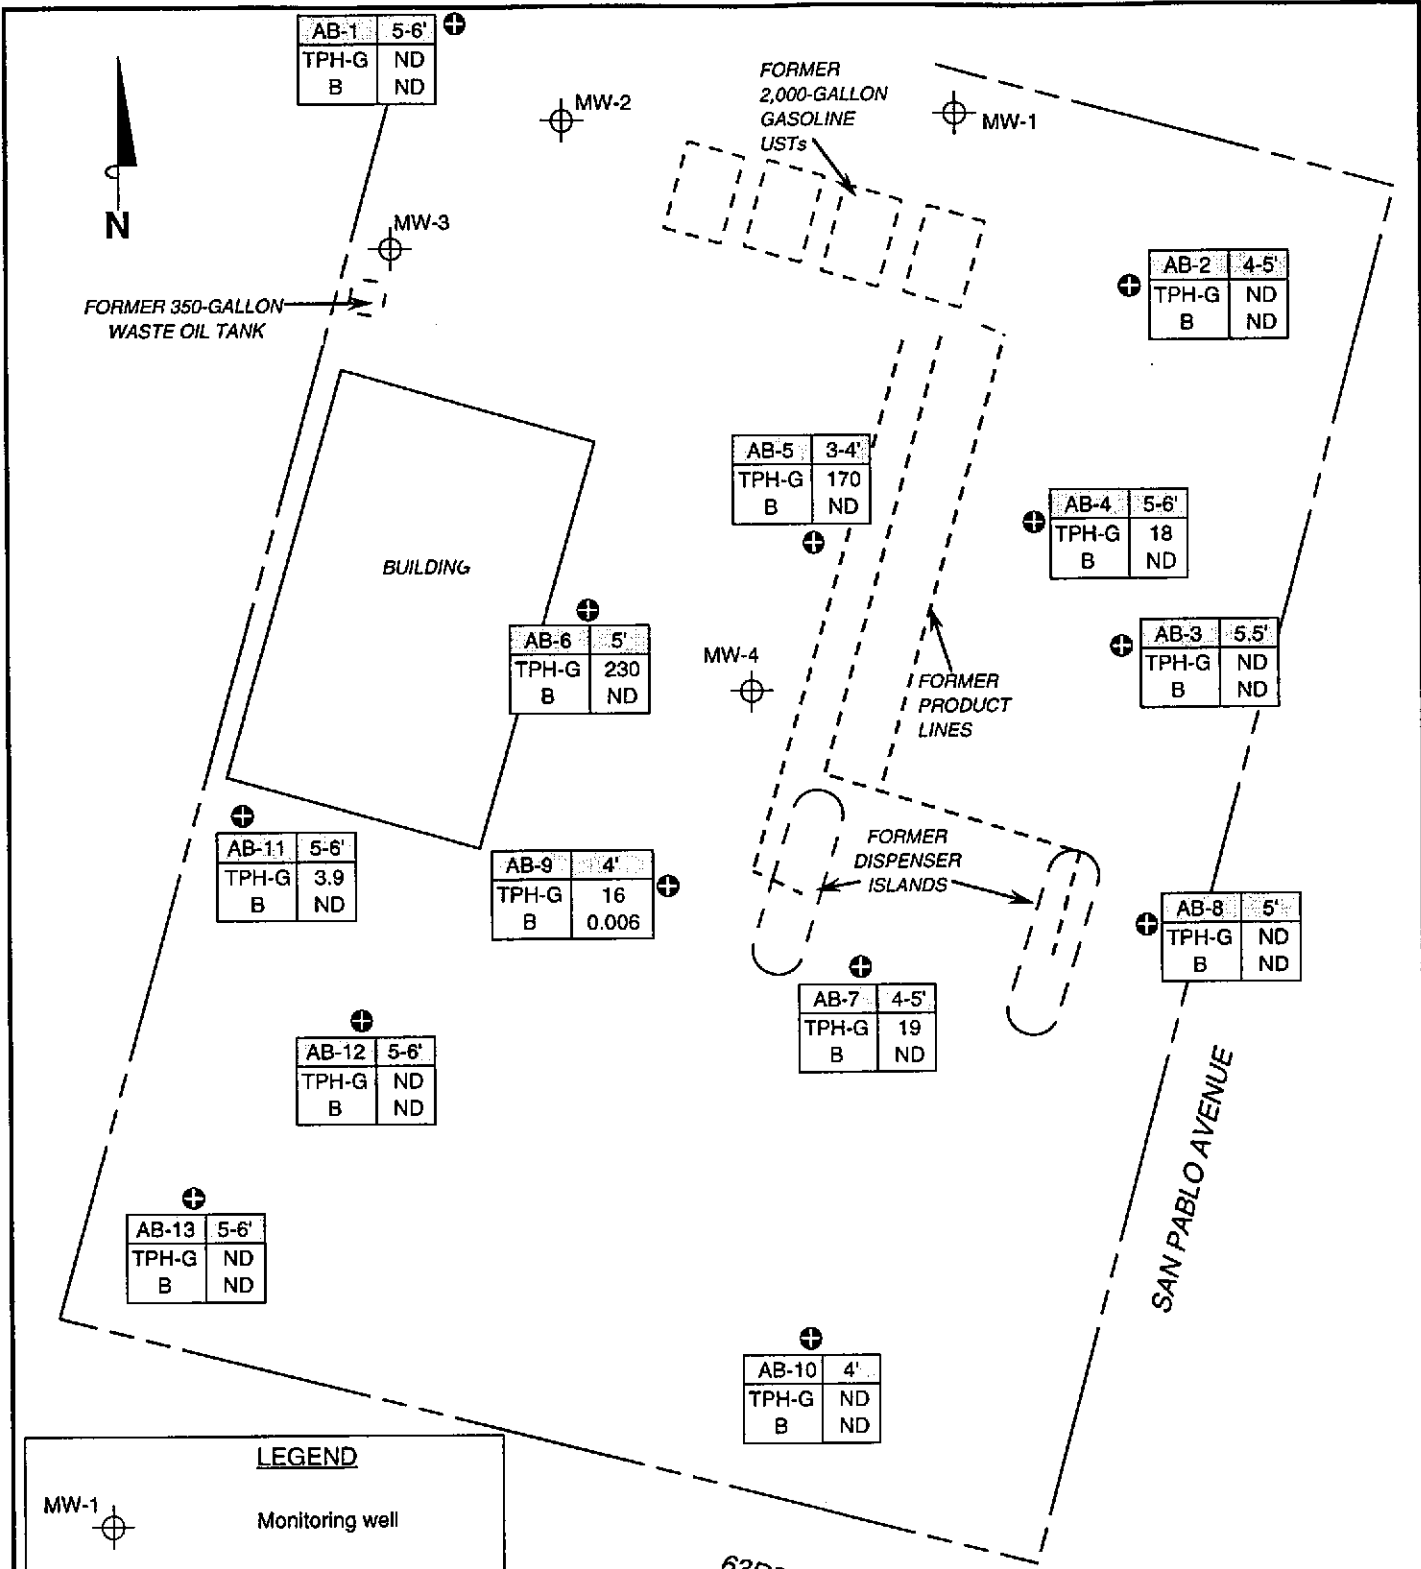 AB-1 5-6'
TPH-G ND
B ND
MW-2
FORMER
2,000-GALLON
GASOLINE
USTs
MW-1
N
MW-3
FORMER 350-GALLON
WASTE OIL TANK
AB-2 4-5'
TPH-G ND
B ND
AB-5 3-4'
TPH-G 170
B ND
AB-4 5-6'
TPH-G 18
B ND
BUILDING
AB-6 5'
TPH-G 230
B ND
MW-4
AB-3 5.5'
TPH-G ND
B ND
FORMER
PRODUCT
LINES
AB-11 5-6'
TPH-G 3.9
B ND
AB-9 4'
TPH-G 16
B 0.006
FORMER
DISPENSER
ISLANDS
AB-8 5'
TPH-G ND
B ND
AB-7 4-5'
TPH-G 19
B ND
AB-12 5-6'
TPH-G ND
B ND
SAN PABLO AVENUE
AB-13 5-6'
TPH-G ND
B ND
AB-10 4'
TPH-G ND
B ND
LEGEND
MW-1
Monitoring well